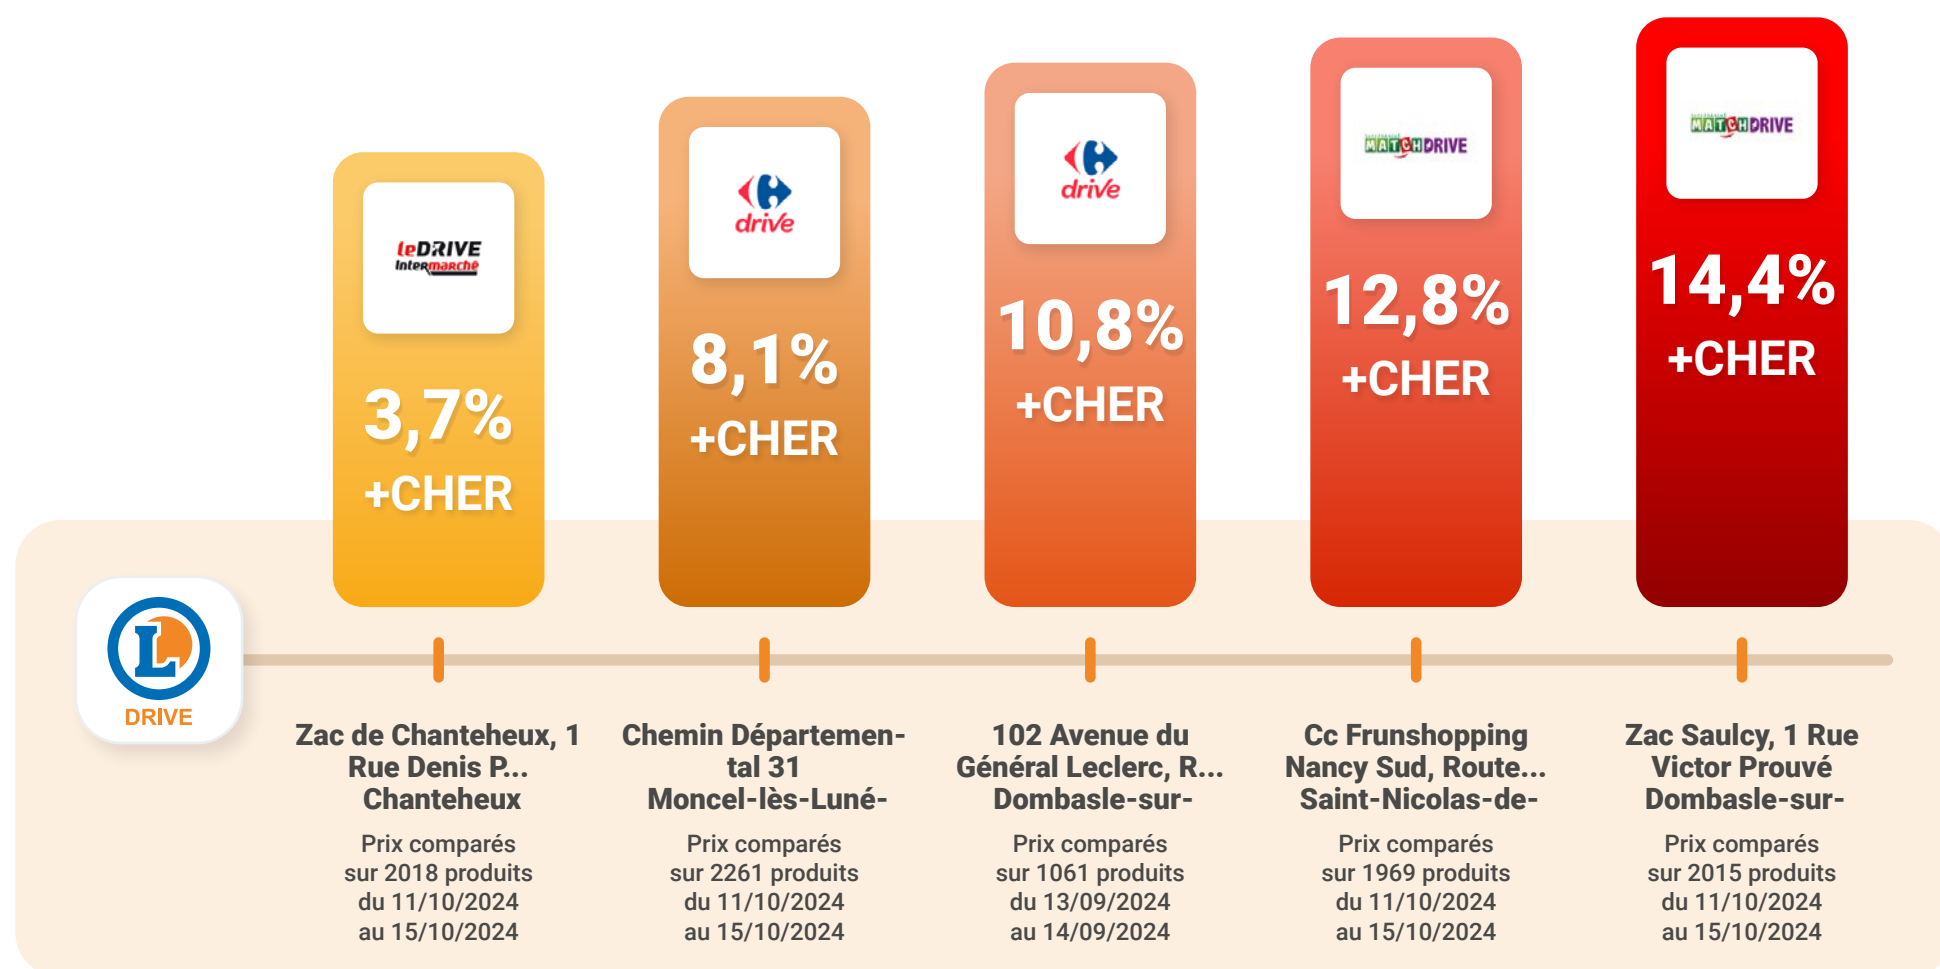 leDRIVE
Intermarché
3,7%
+CHER
drive
8,1%
+CHER
drive
10,8%
+CHER
MATCHDRIVE
12,8%
+CHER
MATCHDRIVE
14,4%
+CHER
L
DRIVE
Zac de Chanteheux, 1
Rue Denis P...
Chanteheux
Prix comparés
sur 2018 produits
du 11/10/2024
au 15/10/2024
Chemin Départemen-
tal 31
Moncel-lès-Luné-
Prix comparés
sur 2261 produits
du 11/10/2024
au 15/10/2024
102 Avenue du
Général Leclerc, R...
Dombasle-sur-
Prix comparés
sur 1061 produits
du 13/09/2024
au 14/09/2024
Cc Frunshopping
Nancy Sud, Route...
Saint-Nicolas-de-
Prix comparés
sur 1969 produits
du 11/10/2024
au 15/10/2024
Zac Saulcy, 1 Rue
Victor Prouvé
Dombasle-sur-
Prix comparés
sur 2015 produits
du 11/10/2024
au 15/10/2024